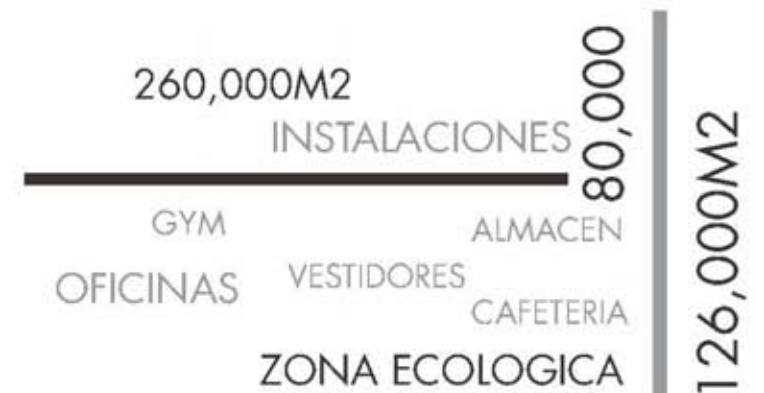 260,000M2
INSTALACIONES
80,000
GYM
ALMACEN
OFICINAS
VESTIDORES
CAFETERIA
ZONA ECOLOGICA
126,000M2